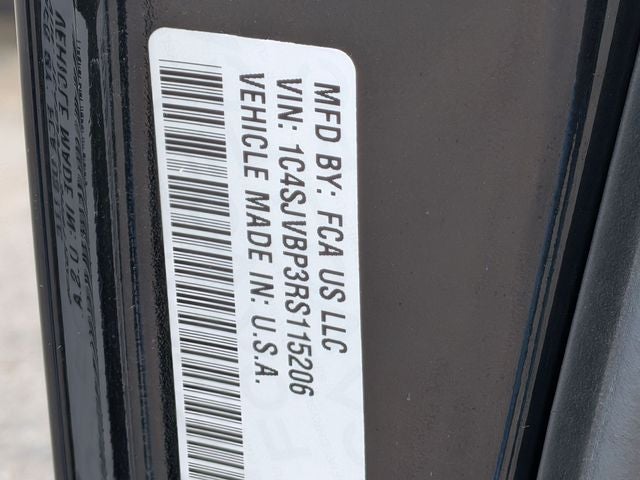 MFD BY: FCA US LLC
VIN: 1C4SJVBP3RS115206
VEHICLE MADE IN: U.S.A.